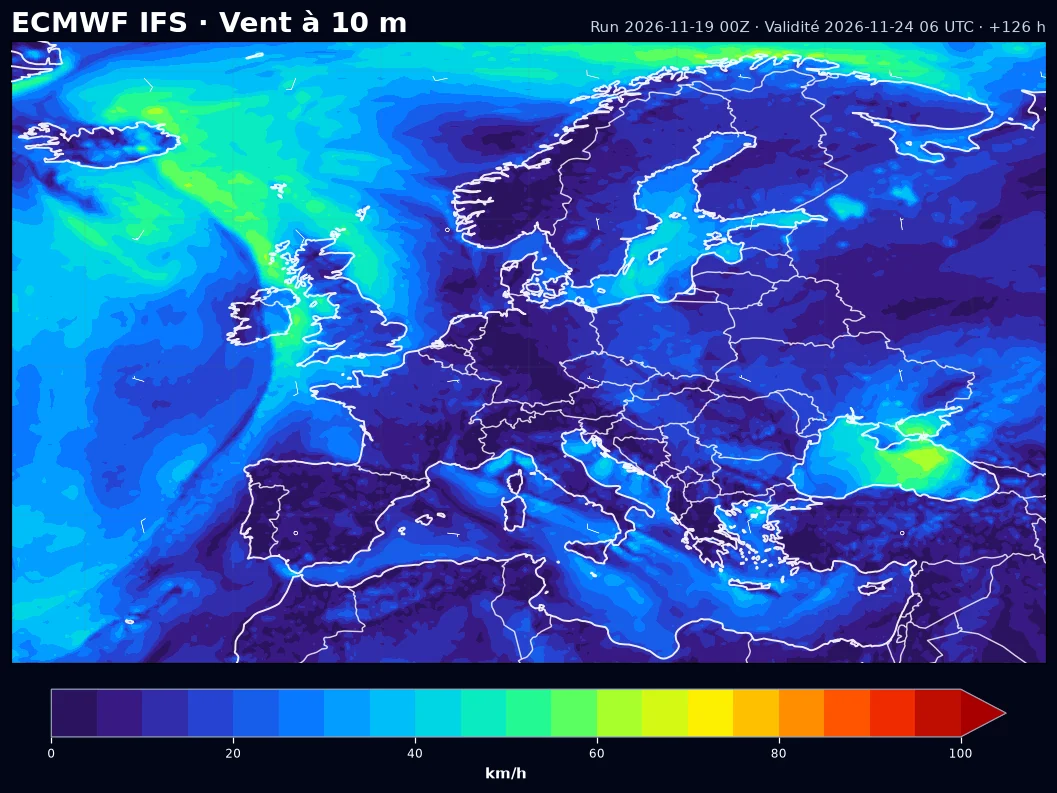 ECMWF IFS · Vent à 10 m
Run 2026-11-19 00Z · Validité 2026-11-24 06 UTC · +126 h
0 20 40 60 80 100
km/h